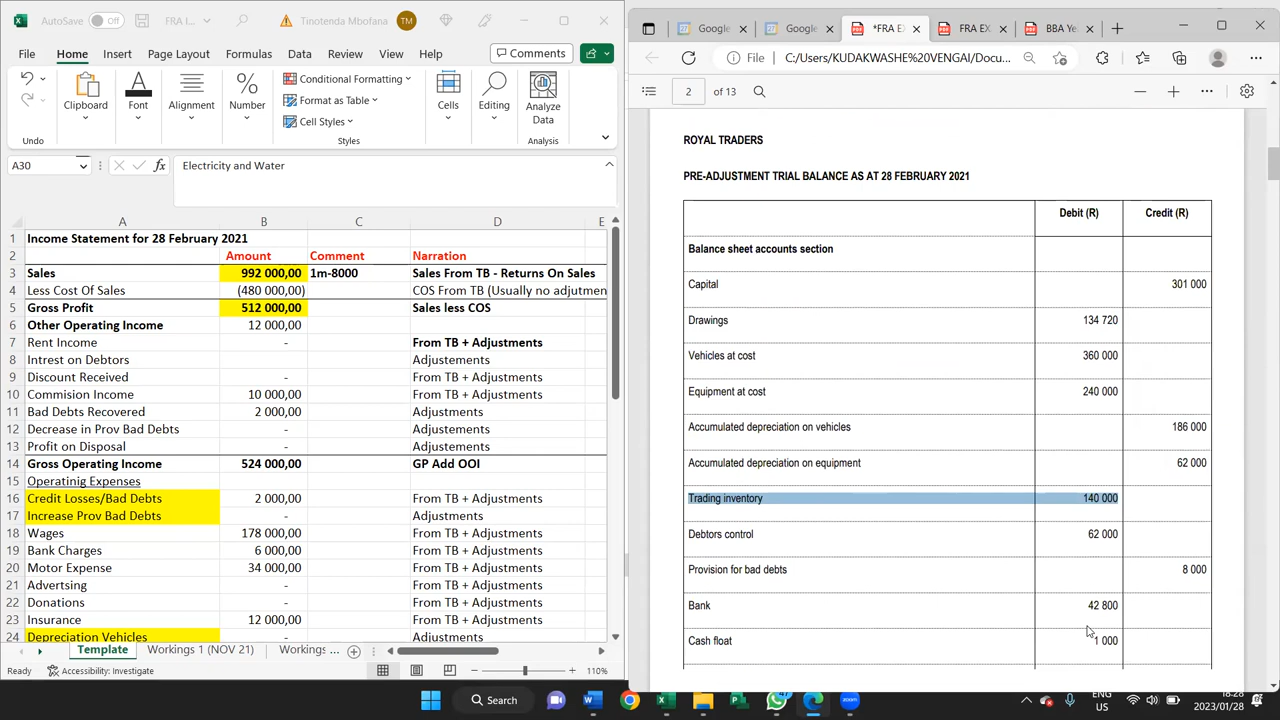 AutoSave Off FRA I... Tinotenda Mbofana TM
File Home Insert Page Layout Formulas Data Review View Help Comments
Clipboard Font Alignment Number Conditional Formatting Format as Table Cell Styles Cells Editing Analyze Data
Undo Styles Analysis
A30 fx Electricity and Water
A B C D E
1 Income Statement for 28 February 2021
2 Amount Comment Narration
3 Sales 992 000,00 1m-8000 Sales From TB - Returns On Sales
4 Less Cost Of Sales (480 000,00) COS From TB (Usually no adjutmen
5 Gross Profit 512 000,00 Sales less COS
6 Other Operating Income 12 000,00
7 Rent Income - From TB + Adjustments
8 Intrest on Debtors Adjustements
9 Discount Received - From TB + Adjustments
10 Commision Income 10 000,00 From TB + Adjustments
11 Bad Debts Recovered 2 000,00 Adjustments
12 Decrease in Prov Bad Debts - Adjustements
13 Profit on Disposal - Adjustements
14 Gross Operating Income 524 000,00 GP Add OOI
15 Operatinig Expenses
16 Credit Losses/Bad Debts 2 000,00 From TB + Adjustments
17 Increase Prov Bad Debts - Adjustments
18 Wages 178 000,00 From TB + Adjustments
19 Bank Charges 6 000,00 From TB + Adjustments
20 Motor Expense 34 000,00 From TB + Adjustments
21 Advertsing - From TB + Adjustments
22 Donations - From TB + Adjustments
23 Insurance 12 000,00 From TB + Adjustments
24 Depreciation Vehicles - Adjustments
Template Workings 1 (NOV 21) Workings ...
Ready Accessibility: Investigate 110%
Google Google *FRA EX FRA EX BBA Ye
File C:/Users/KUDAKWASHE%20VENGAI/Docu...
2 of 13
ROYAL TRADERS
PRE-ADJUSTMENT TRIAL BALANCE AS AT 28 FEBRUARY 2021
Debit (R) Credit (R)
Balance sheet accounts section
Capital 301 000
Drawings 134 720
Vehicles at cost 360 000
Equipment at cost 240 000
Accumulated depreciation on vehicles 186 000
Accumulated depreciation on equipment 62 000
Trading inventory 140 000
Debtors control 62 000
Provision for bad debts 8 000
Bank 42 800
Cash float 1 000
Search
ENG
US
18:28
2023/01/28